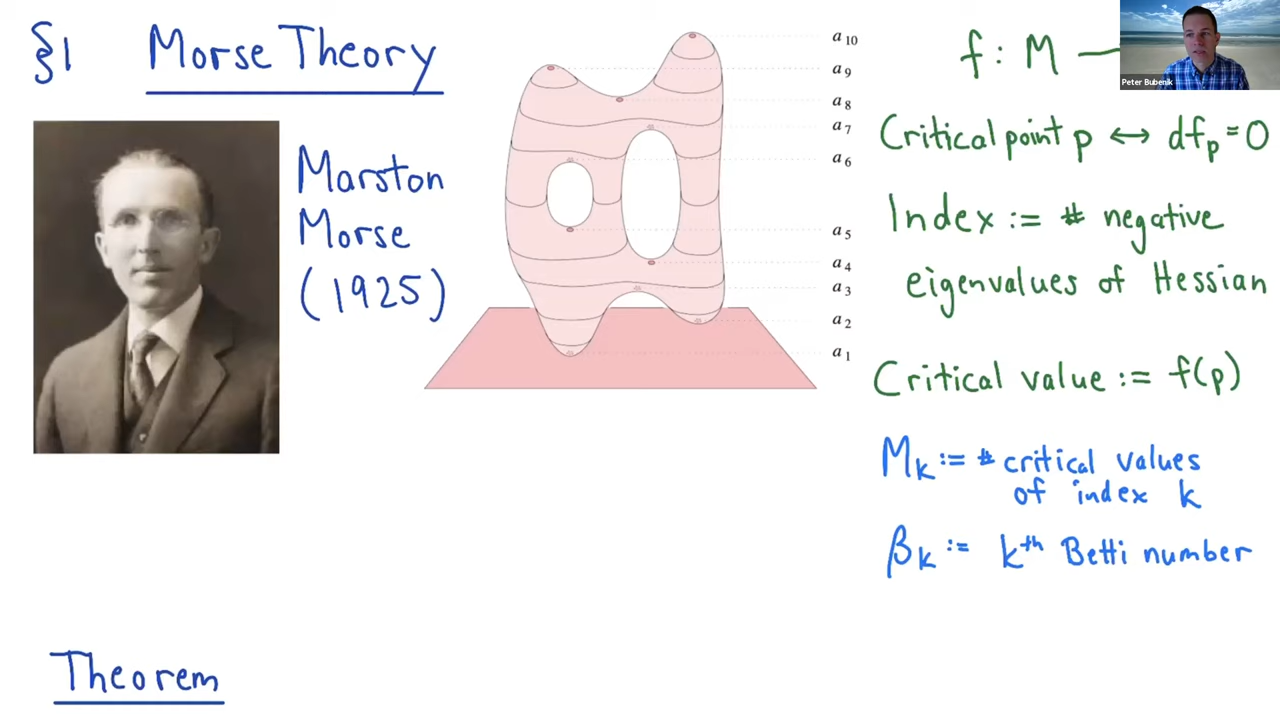 §1 Morse Theory
Marston
Morse
(1925)
a10
a9
a8
a7
a6
a5
a4
a3
a2
a1
f : M —
Peter Bubenik
Critical point p ↔ dfp = 0
Index := # negative
eigenvalues of Hessian
Critical value := f(p)
Mk := # critical values
of index k
βk := kth Betti number
Theorem